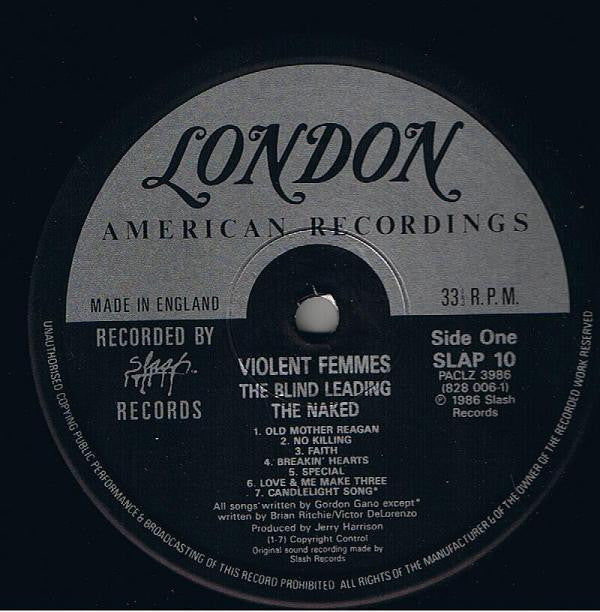 LONDON
AMERICAN RECORDINGS
MADE IN ENGLAND
33⅓ R.P.M.
RECORDED BY
Slash
RECORDS
Side One
SLAP 10
PACLZ 3986
(828 006-1)
℗ 1986 Slash
Records
VIOLENT FEMMES
THE BLIND LEADING
THE NAKED
1. OLD MOTHER REAGAN
2. NO KILLING
3. FAITH
4. BREAKIN' HEARTS
5. SPECIAL
6. LOVE & ME MAKE THREE
7. CANDLELIGHT SONG*
All songs written by Gordon Gano except*
written by Brian Ritchie/Victor DeLorenzo
Produced by Jerry Harrison
(1-7) Copyright Control
Original sound recording made by
Slash Records
UNAUTHORISED COPYING PUBLIC PERFORMANCE & BROADCASTING OF THIS RECORD PROHIBITED ALL RIGHTS OF THE MANUFACTURER & OF THE OWNER OF THE RECORDED WORK RESERVED